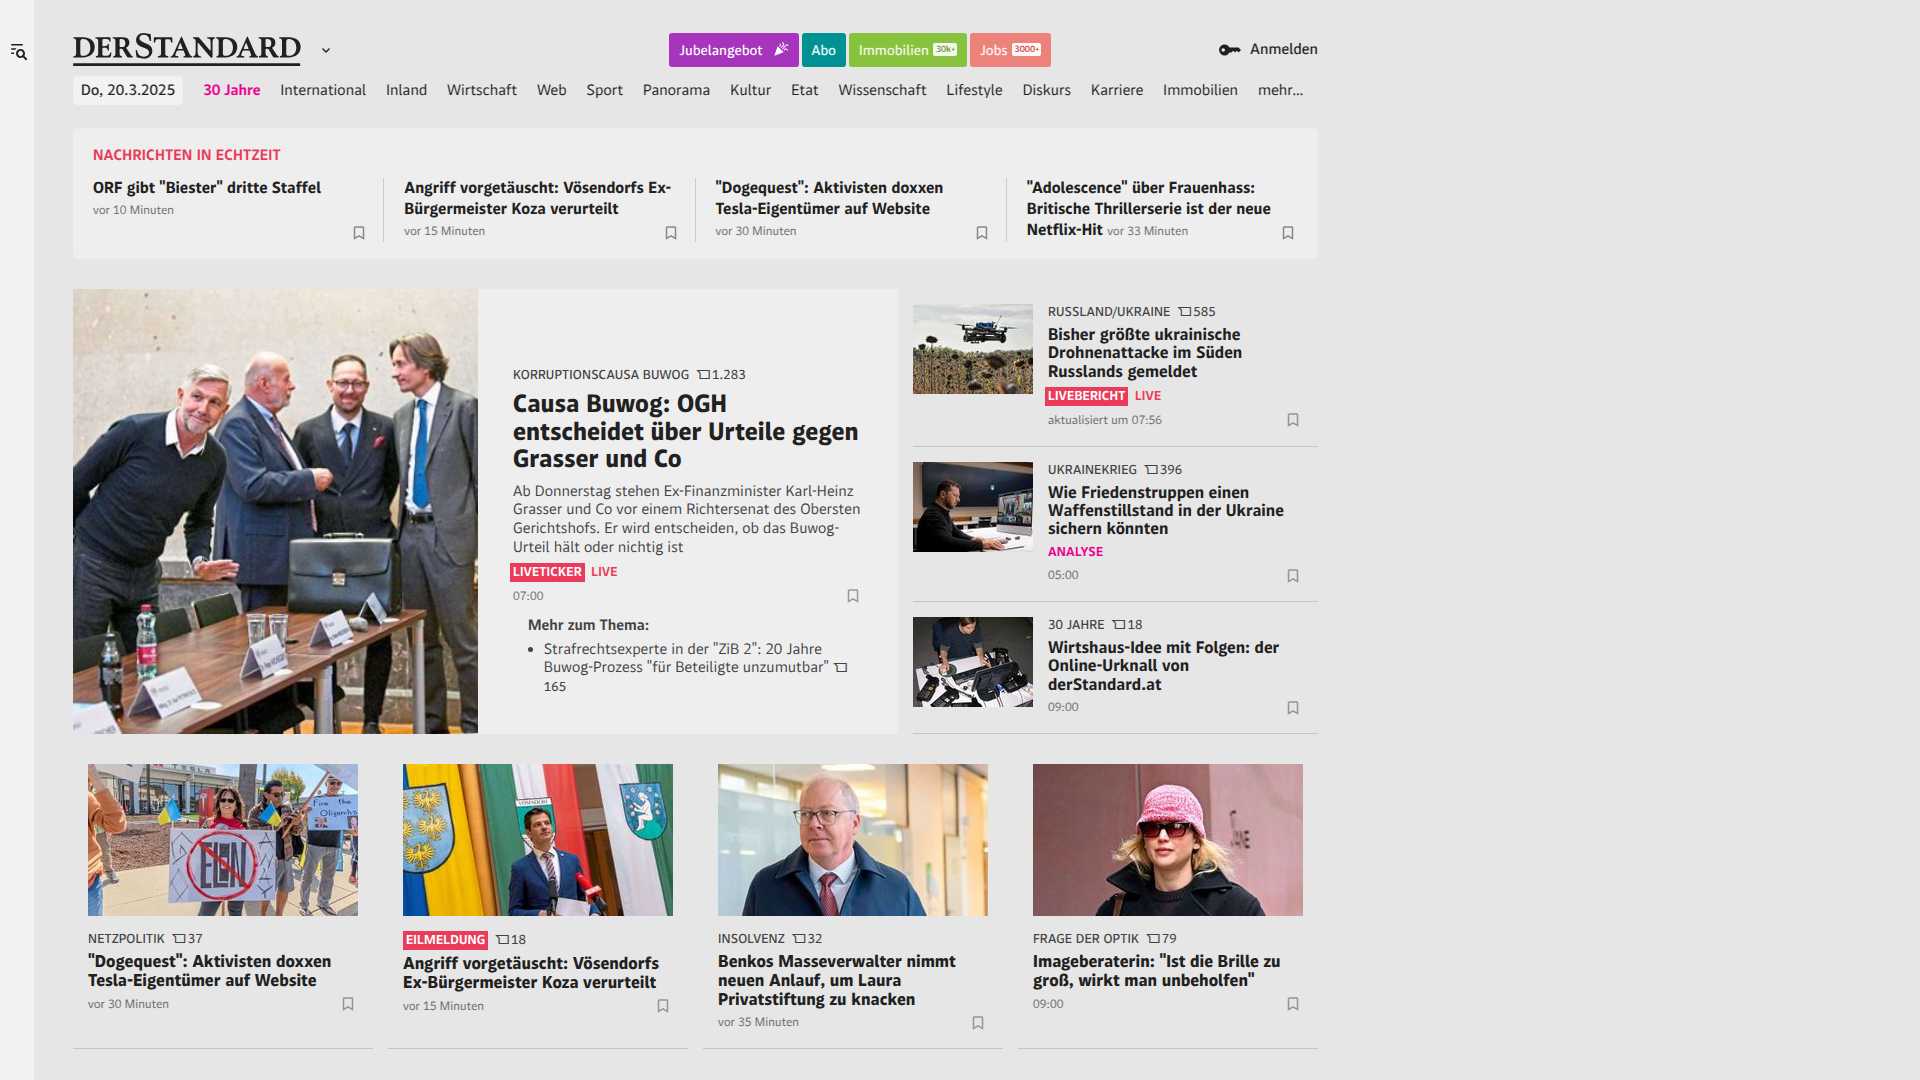 DERSTANDARD
Jubelangebot
Abo
Immobilien 30k+
Jobs 3000+
Anmelden
Do, 20.3.2025
30 Jahre
International
Inland
Wirtschaft
Web
Sport
Panorama
Kultur
Etat
Wissenschaft
Lifestyle
Diskurs
Karriere
Immobilien
mehr...
NACHRICHTEN IN ECHTZEIT
ORF gibt "Biester" dritte Staffel
vor 10 Minuten
Angriff vorgetäuscht: Vösendorfs Ex-
Bürgermeister Koza verurteilt
vor 15 Minuten
"Dogequest": Aktivisten doxxen
Tesla-Eigentümer auf Website
vor 30 Minuten
"Adolescence" über Frauenhass:
Britische Thrillerserie ist der neue
Netflix-Hit vor 33 Minuten
KORRUPTIONSCAUSA BUWOG 1.283
Causa Buwog: OGH
entscheidet über Urteile gegen
Grasser und Co
Ab Donnerstag stehen Ex-Finanzminister Karl-Heinz
Grasser und Co vor einem Richtersenat des Obersten
Gerichtshofs. Er wird entscheiden, ob das Buwog-
Urteil hält oder nichtig ist
LIVETICKER LIVE
07:00
Mehr zum Thema:
• Strafrechtsexperte in der "ZiB 2": 20 Jahre
Buwog-Prozess "für Beteiligte unzumutbar"
165
RUSSLAND/UKRAINE 585
Bisher größte ukrainische
Drohnenattacke im Süden
Russlands gemeldet
LIVEBERICHT LIVE
aktualisiert um 07:56
UKRAINEKRIEG 396
Wie Friedenstruppen einen
Waffenstillstand in der Ukraine
sichern könnten
ANALYSE
05:00
30 JAHRE 18
Wirtshaus-Idee mit Folgen: der
Online-Urknall von
derStandard.at
09:00
ELON
NETZPOLITIK 37
"Dogequest": Aktivisten doxxen
Tesla-Eigentümer auf Website
vor 30 Minuten
VÖSENDORF
EILMELDUNG 18
Angriff vorgetäuscht: Vösendorfs
Ex-Bürgermeister Koza verurteilt
vor 15 Minuten
INSOLVENZ 32
Benkos Masseverwalter nimmt
neuen Anlauf, um Laura
Privatstiftung zu knacken
vor 35 Minuten
FRAGE DER OPTIK 79
Imageberaterin: "Ist die Brille zu
groß, wirkt man unbeholfen"
09:00